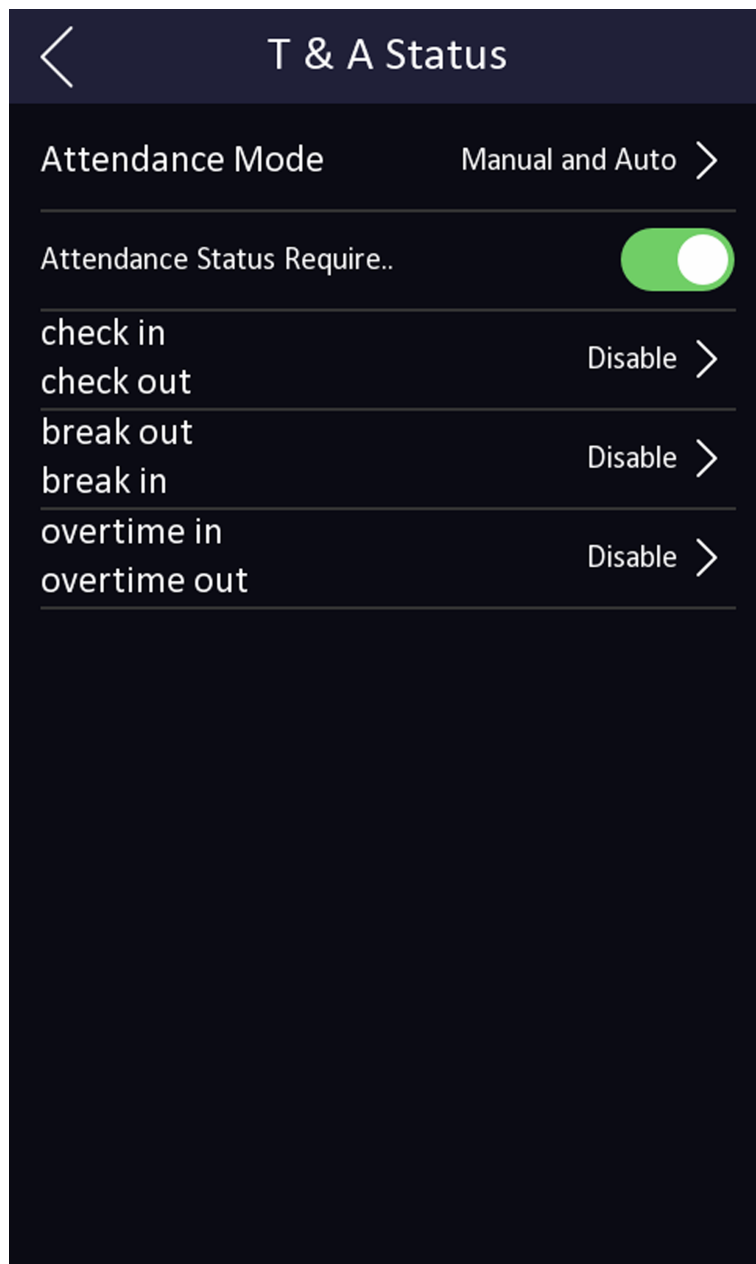 T & A Status
Attendance Mode Manual and Auto
Attendance Status Require..
check in
check out
Disable
break out
break in
Disable
overtime in
overtime out
Disable